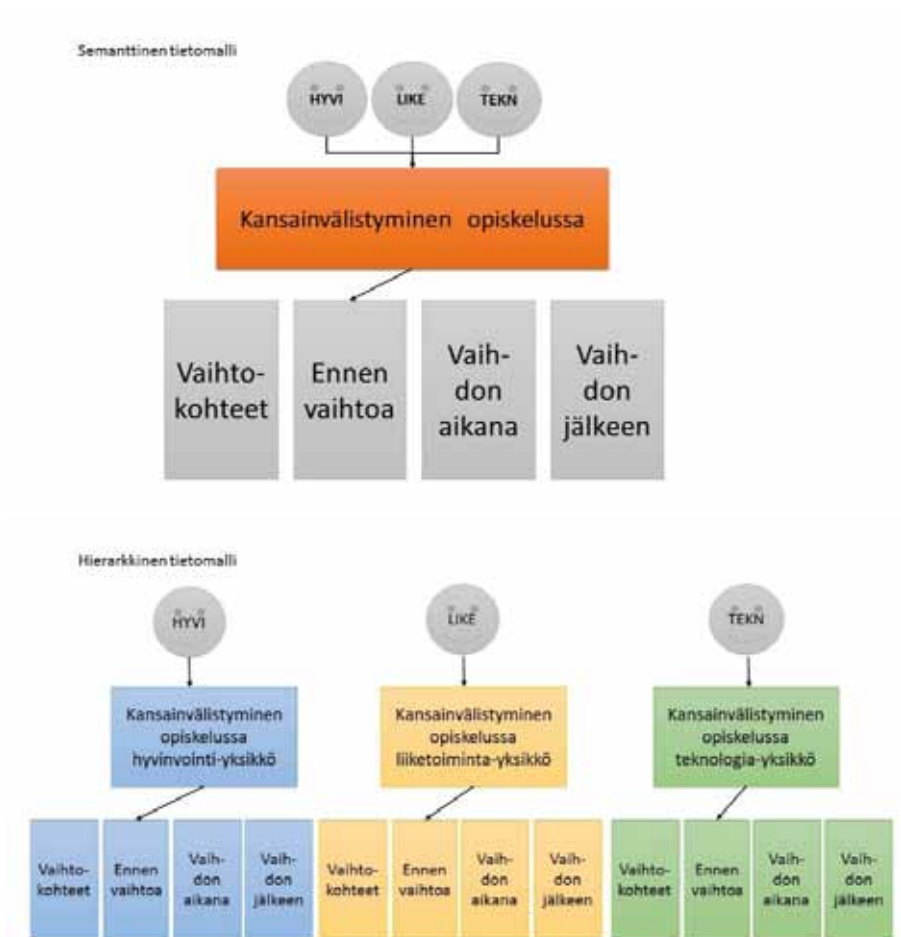 Semanttinen tietomalli
HYVI LIKE TEKN
Kansainvälistyminen opiskelussa
Vaihto-
kohteet
Ennen
vaihtoa
Vaih-
don
aikana
Vaih-
don
jälkeen
Hierarkkinen tietomalli
HYVI LIKE TEKN
Kansainvälistyminen
opiskelussa
hyvinvointi-yksikkö
Kansainvälistyminen
opiskelussa
liiketoiminta-yksikkö
Kansainvälistyminen
opiskelussa
teknologia-yksikkö
Vaihto-
kohteet
Ennen
vaihtoa
Vaih-
don
aikana
Vaih-
don
jälkeen
Vaihto-
kohteet
Ennen
vaihtoa
Vaih-
don
aikana
Vaih-
don
jälkeen
Vaihto-
kohteet
Ennen
vaihtoa
Vaih-
don
aikana
Vaih-
don
jälkeen